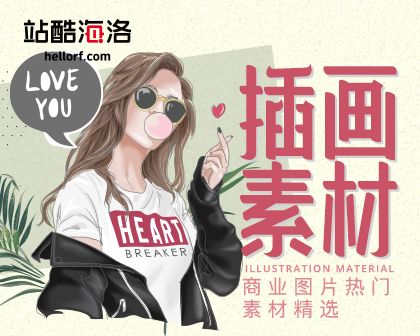 站酷海洛
hellorf.com
LOVE
YOU
插画
素材
HEART
BREAKER
ILLUSTRATION MATERIAL
商业图片热门
素材精选